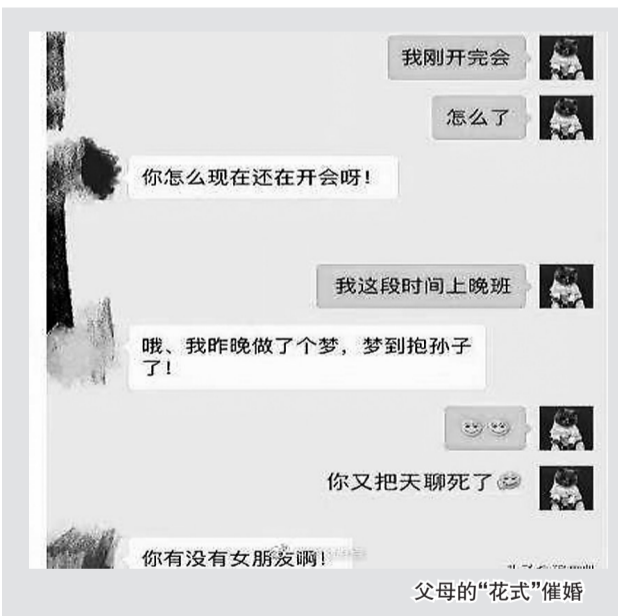 我刚开完会
怎么了
你怎么现在还在开会呀！
我这段时间上晚班
哦、我昨晚做了个梦，梦到抱孙子
了！
你又把天聊死了
你有没有女朋友啊！
父母的“花式”催婚